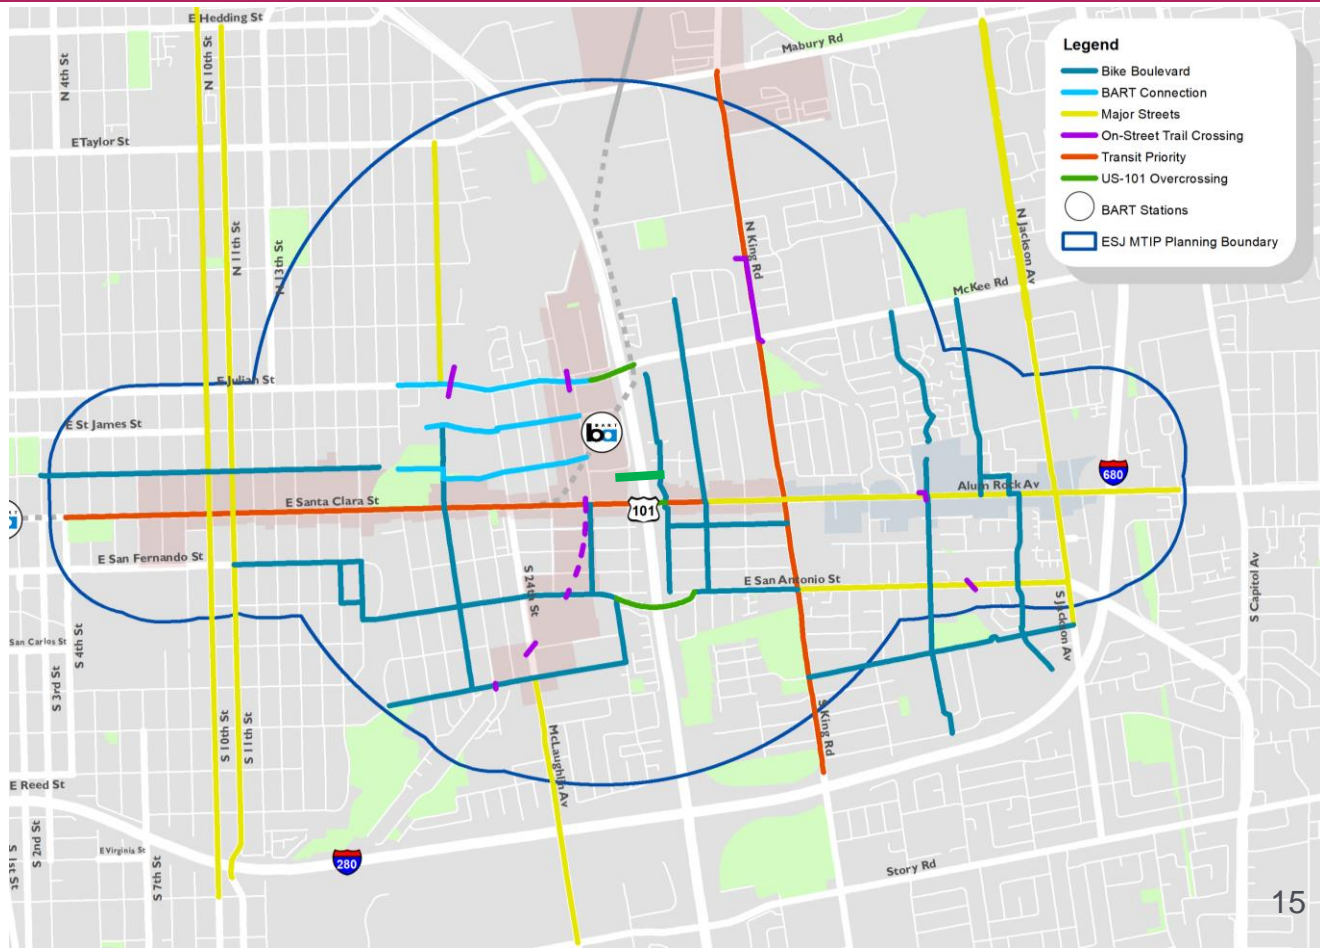 E Hedding St
N 4th St
N 10th St
Mabury Rd
Legend
Bike Boulevard
BART Connection
Major Streets
On-Street Trail Crossing
Transit Priority
US-101 Overcrossing
BART Stations
ESJ MTIP Planning Boundary
E Taylor St
N 11th St
N 13th St
N King Rd
N Jackson Av
McKee Rd
E Julian St
E St James St
BART
ba
E Santa Clara St
101
Alum Rock Av
680
E San Fernando St
S 24th St
E San Antonio St
S Jackson Av
S Capitol Av
San Carlos St
S 4th St
S 3rd St
S 10th St
S 11th St
McLaughlin Av
S King Rd
E Reed St
S 2nd St
S 1st St
E Virginia St
S 7th St
280
Story Rd
15